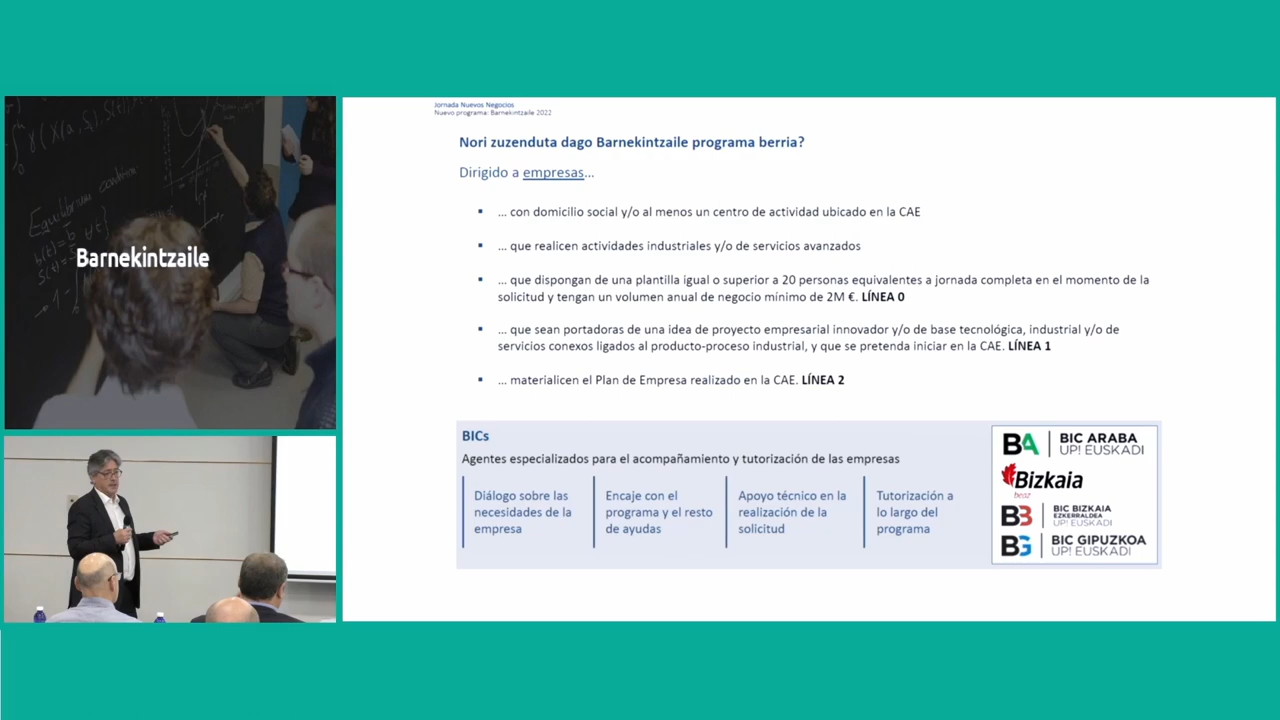 Barnekintzaile
Jornada Nuevos Negocios
Nuevo programa: Barnekintzaile 2022
Nori zuzenduta dago Barnekintzaile programa berria?
Dirigido a empresas...
▪ ... con domicilio social y/o al menos un centro de actividad ubicado en la CAE
▪ ... que realicen actividades industriales y/o de servicios avanzados
▪ ... que dispongan de una plantilla igual o superior a 20 personas equivalentes a jornada completa en el momento de la
solicitud y tengan un volumen anual de negocio mínimo de 2M €. LÍNEA 0
▪ ... que sean portadoras de una idea de proyecto empresarial innovador y/o de base tecnológica, industrial y/o de
servicios conexos ligados al producto-proceso industrial, y que se pretenda iniciar en la CAE. LÍNEA 1
▪ ... materialicen el Plan de Empresa realizado en la CAE. LÍNEA 2
BICs
Agentes especializados para el acompañamiento y tutorización de las empresas
Diálogo sobre las
necesidades de la
empresa
Encaje con el
programa y el resto
de ayudas
Apoyo técnico en la
realización de la
solicitud
Tutorización a
lo largo del
programa
BA BIC ARABA
UP! EUSKADI
Bizkaia
beaz
BB BIC BIZKAIA
EZKERRALDEA
UP! EUSKADI
BG BIC GIPUZKOA
UP! EUSKADI